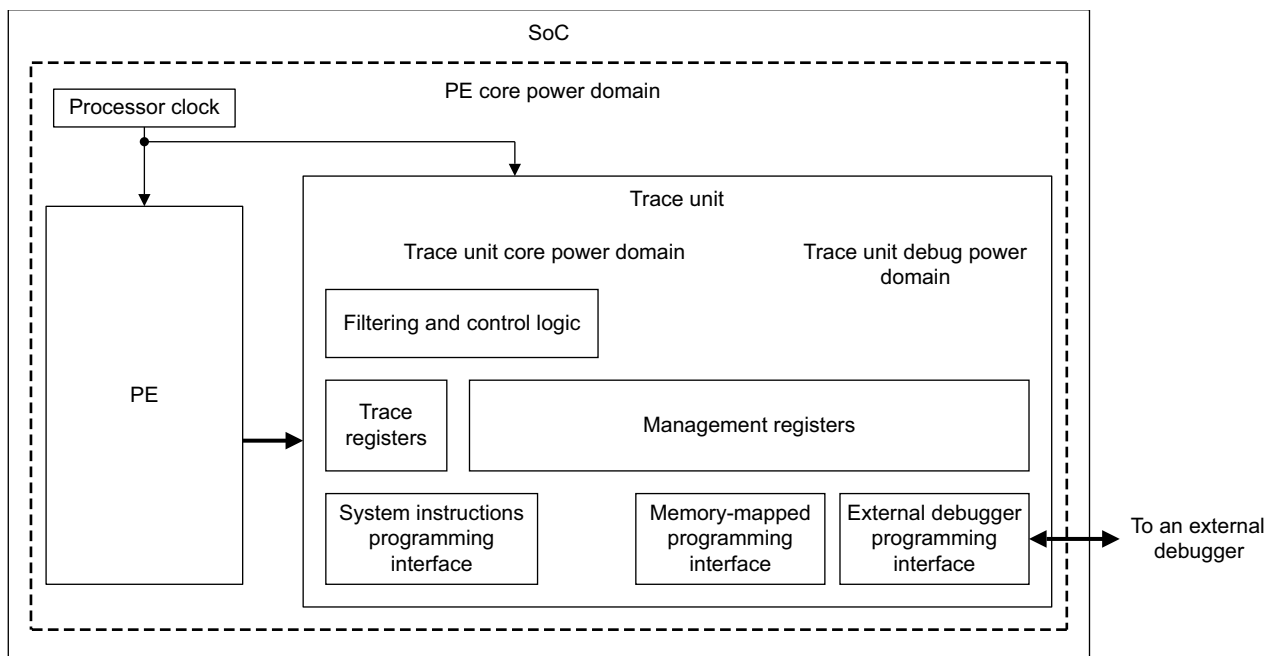 SoC
PE core power domain
Processor clock
Trace unit
Trace unit core power domain
Trace unit debug power
domain
Filtering and control logic
PE
Trace
registers
Management registers
System instructions
programming
interface
Memory-mapped
programming
interface
External debugger
programming
interface
To an external
debugger